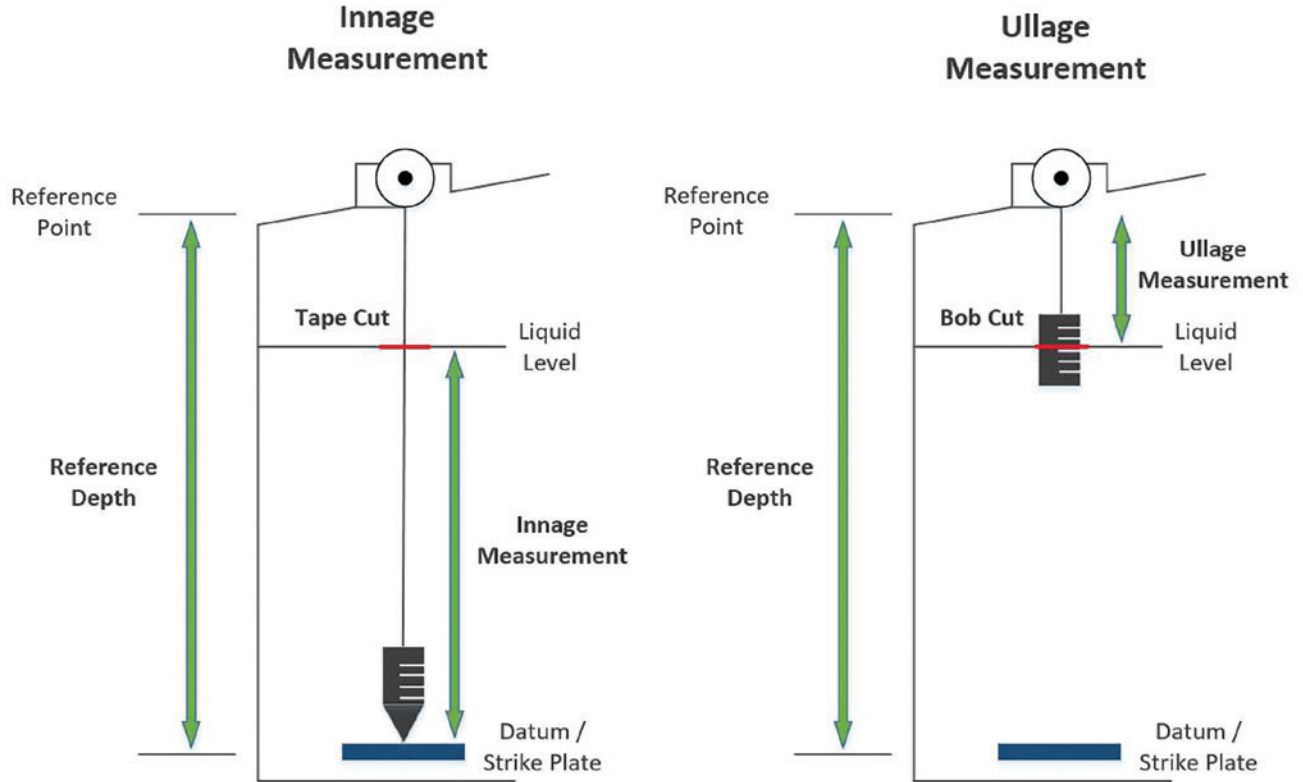 Innage
Measurement
Reference
Point
Tape Cut
Liquid
Level
Reference
Depth
Innage
Measurement
Datum /
Strike Plate
Ullage
Measurement
Reference
Point
Ullage
Measurement
Bob Cut
Liquid
Level
Reference
Depth
Datum /
Strike Plate